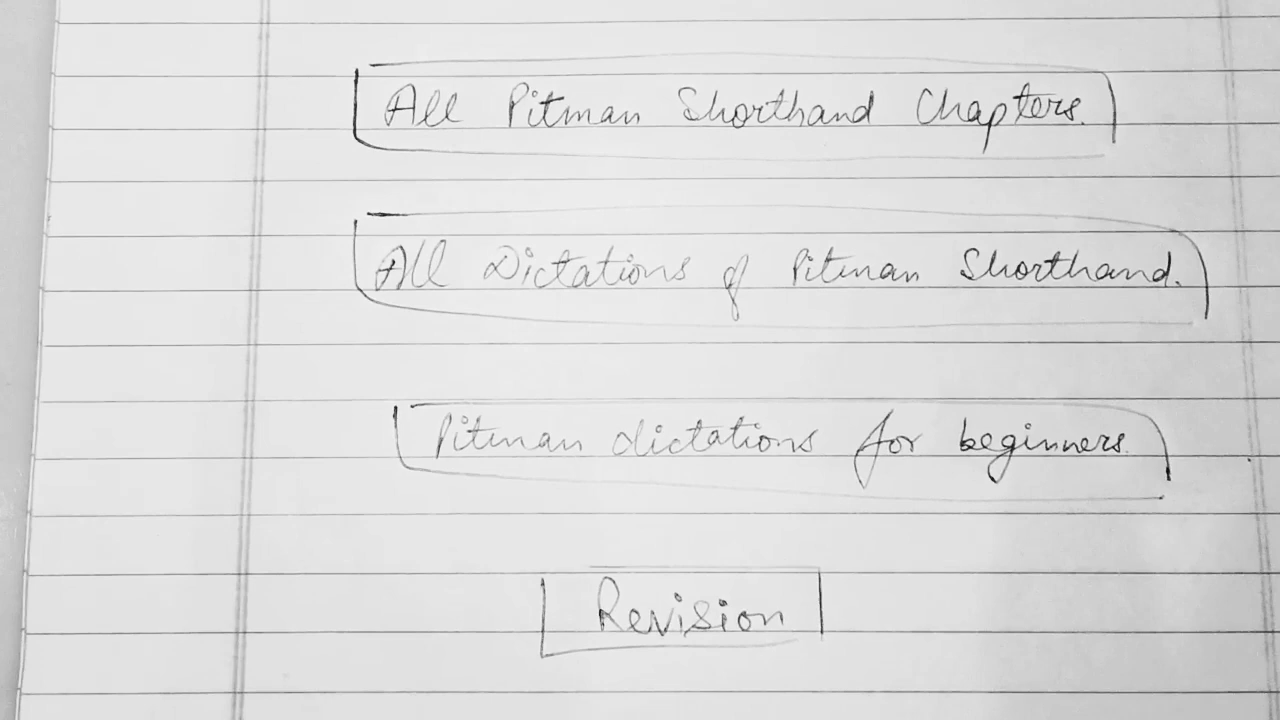 All Pitman Shorthand Chapters.
All Dictations of Pitman Shorthand.
Pitman dictations for beginners.
Revision